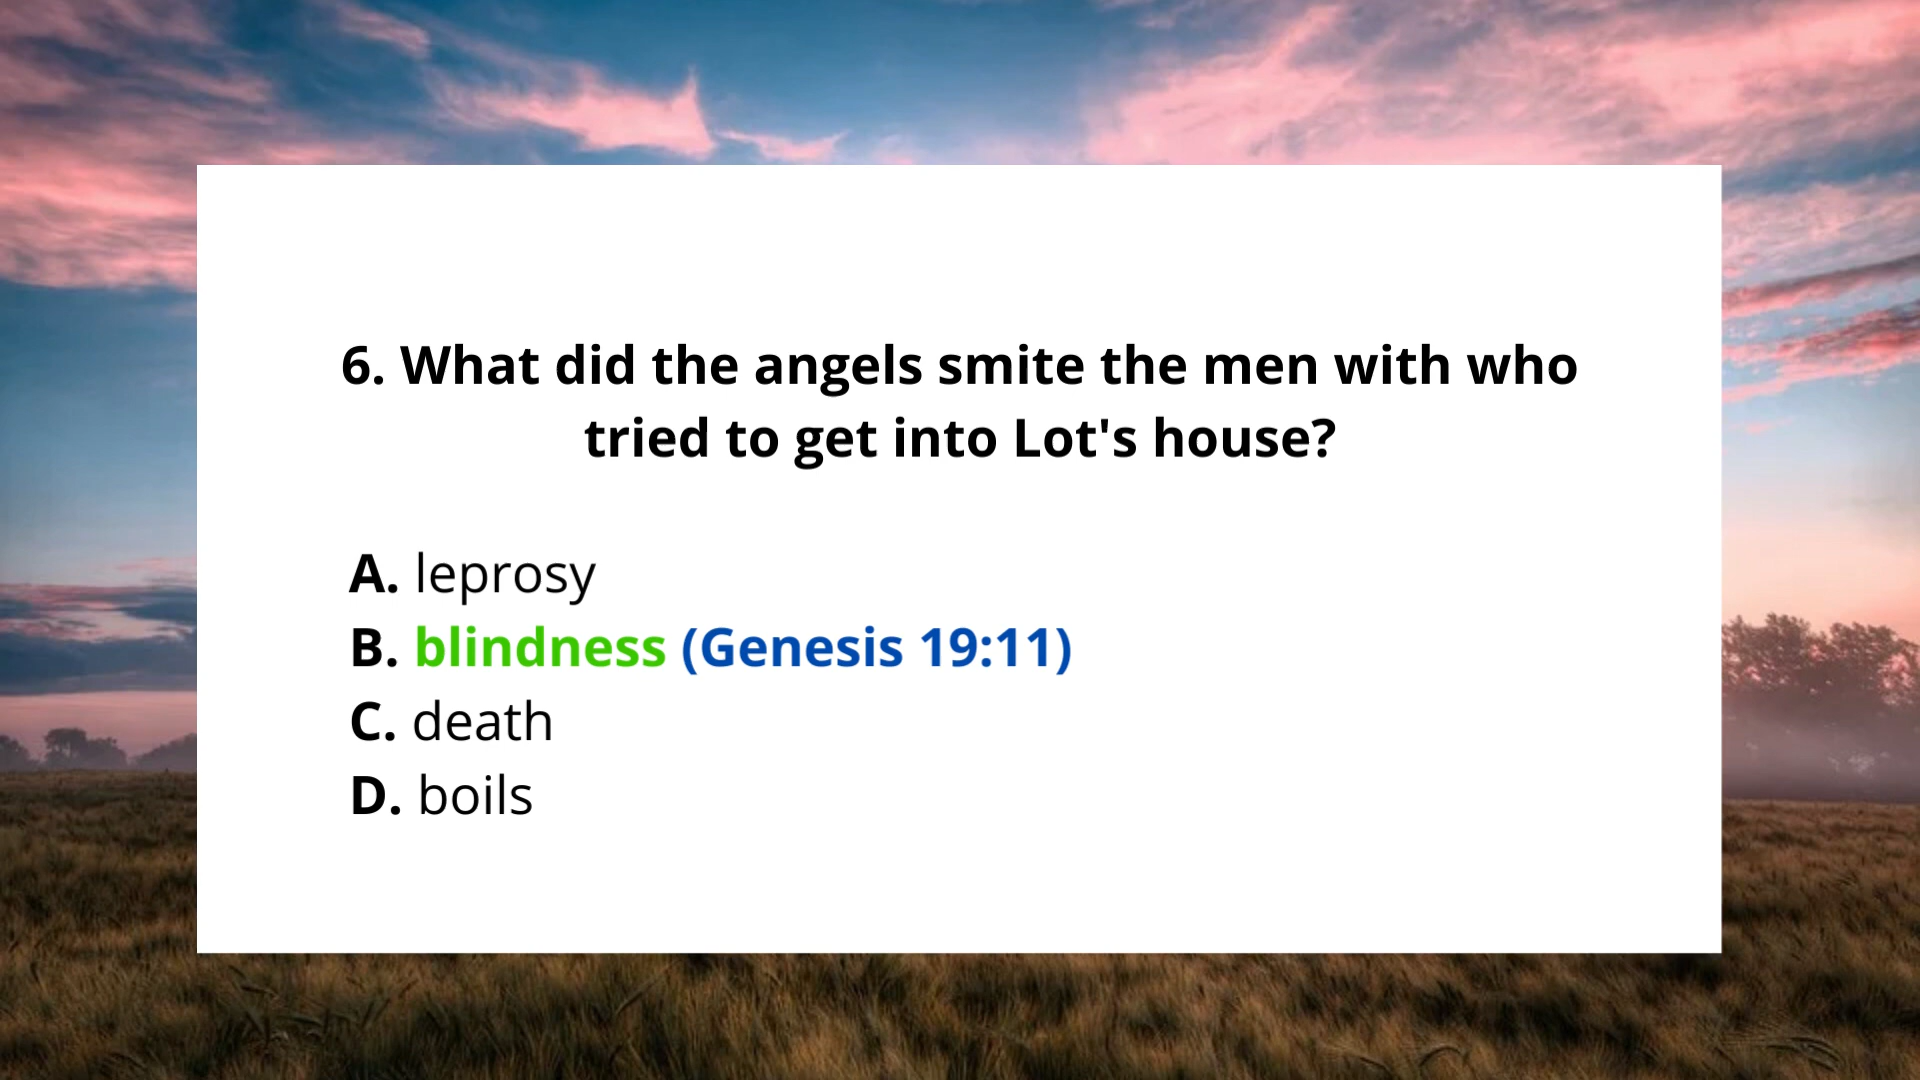 6. What did the angels smite the men with who
tried to get into Lot's house?
A. leprosy
B. blindness (Genesis 19:11)
C. death
D. boils